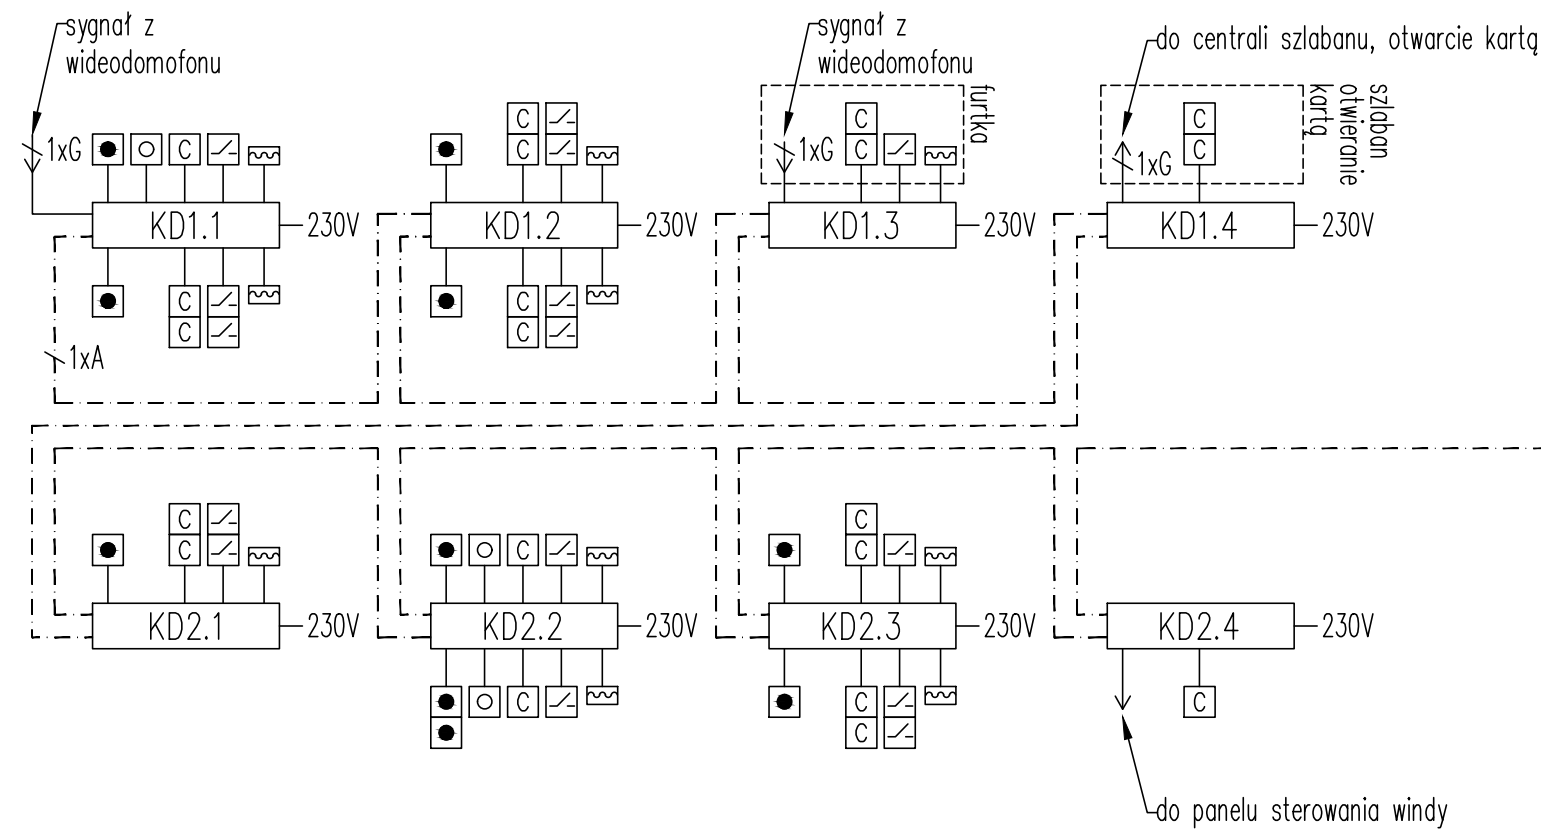 sygnał z
wideodomofonu
sygnał z
wideodomofonu
do centrali szlabanu, otwarcie kartą
furtka
szlaban
otwieranie
kartą
1xG
C
C
C
1xG
C
C
1xG
C
C
KD1.1
230V
KD1.2
230V
KD1.3
230V
KD1.4
230V
C
C
C
C
1xA
C
C
C
C
C
KD2.1
230V
KD2.2
230V
KD2.3
230V
KD2.4
230V
C
C
C
C
do panelu sterowania windy